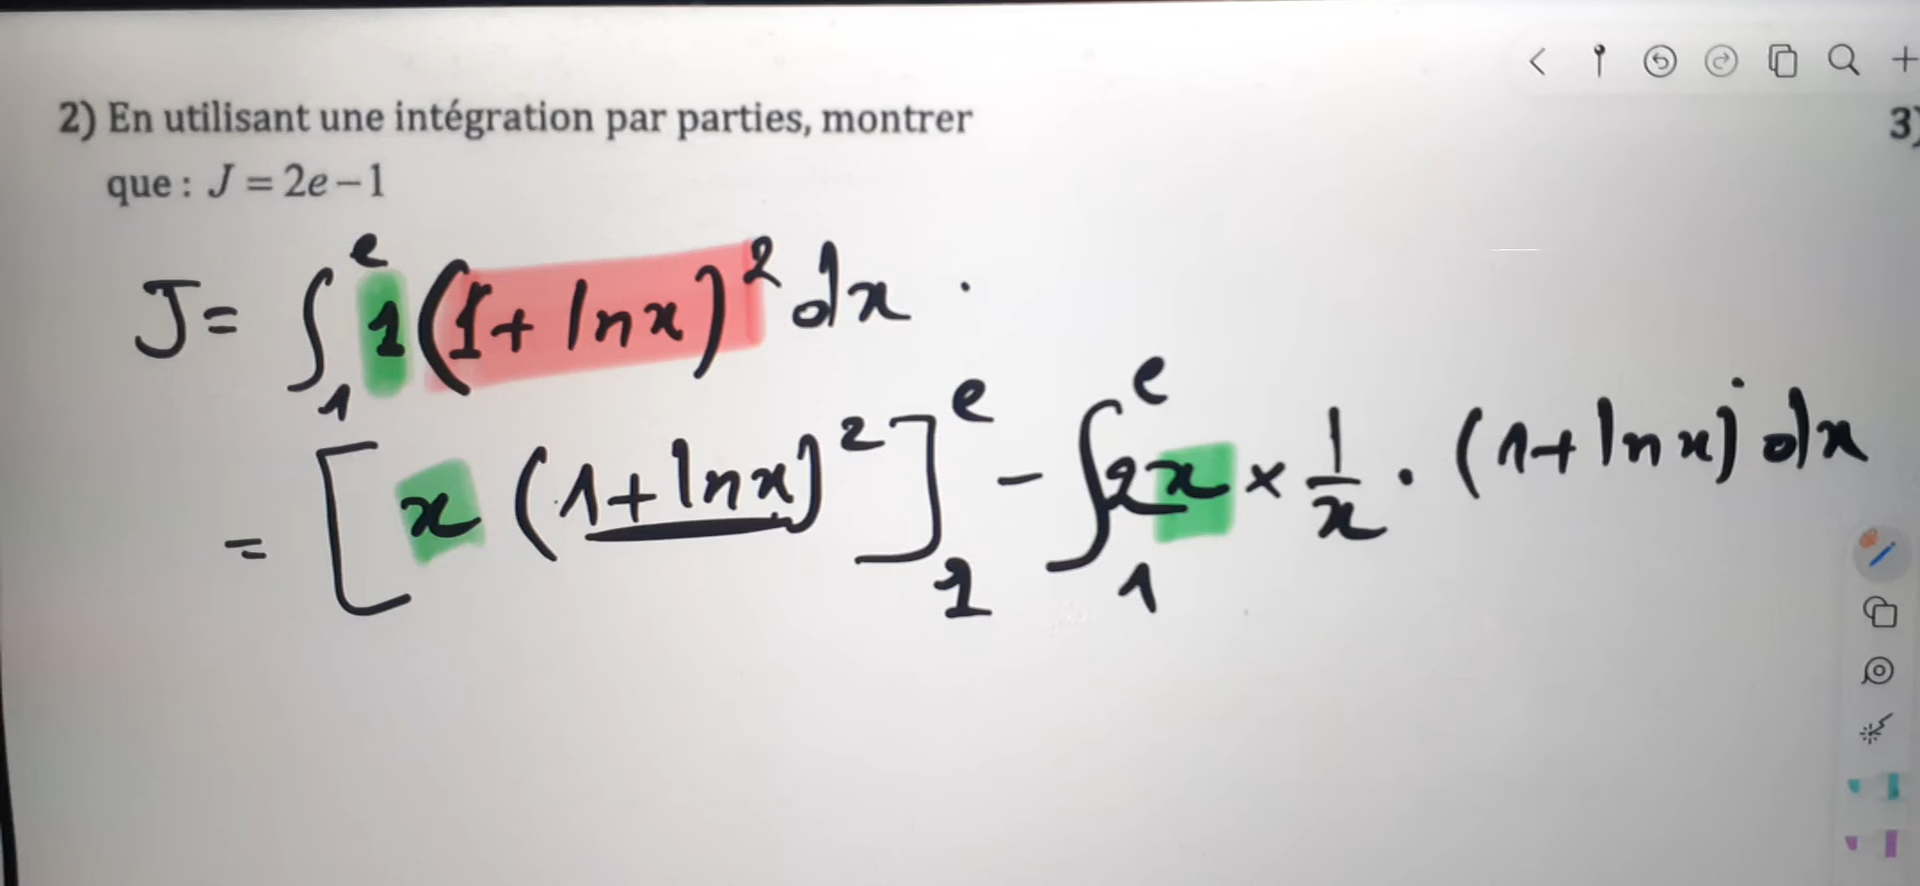 2) En utilisant une intégration par parties, montrer
que : J = 2e – 1
3)
J = ∫₁ᵉ 1(1 + ln x)² dx .
= [x (1 + ln x)²]₁ᵉ – ∫₁ᵉ 2x × 1/x . (1 + ln x) dx